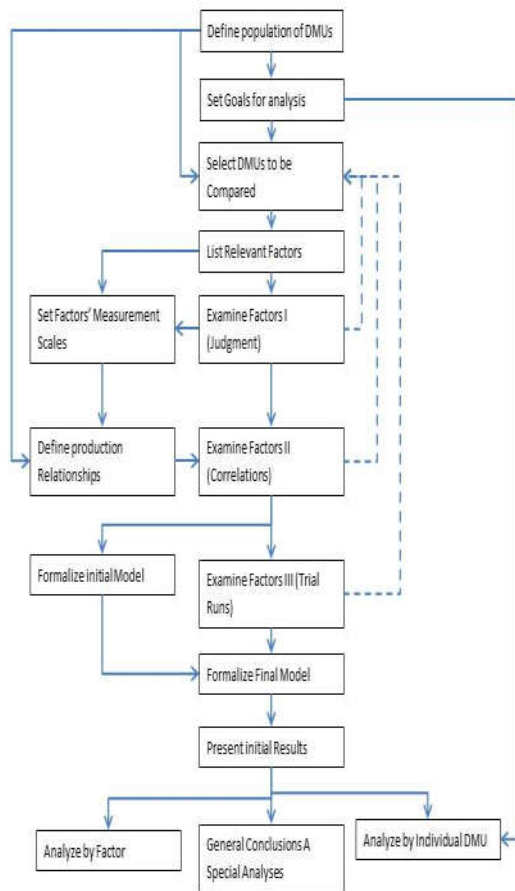 Define population of DMUs
Set Goals for analysis
Select DMUs to be
Compared
List Relevant Factors
Set Factors' Measurement
Scales
Examine Factors I
(Judgment)
Define production
Relationships
Examine Factors II
(Correlations)
Formalize initial Model
Examine Factors III (Trial
Runs)
Formalize Final Model
Present initial Results
Analyze by Factor
General Conclusions A
Special Analyses
Analyze by Individual DMU